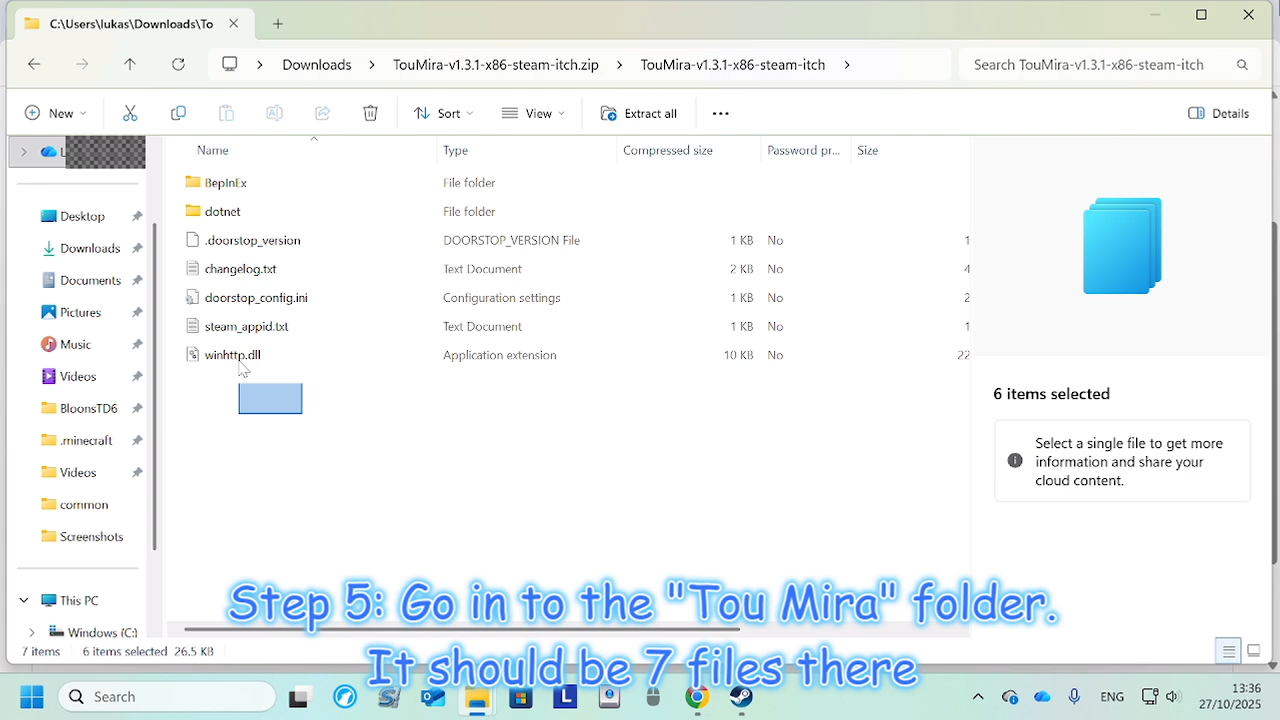 C:\Users\lukas\Downloads\To
Downloads > TouMira-v1.3.1-x86-steam-itch.zip > TouMira-v1.3.1-x86-steam-itch >
Search TouMira-v1.3.1-x86-steam-itch
New
Sort
View
Extract all
Details
Name Type Compressed size Password pr... Size
BepInEx File folder
dotnet File folder
.doorstop_version DOORSTOP_VERSION File 1 KB No 1
changelog.txt Text Document 2 KB No 4
doorstop_config.ini Configuration settings 1 KB No 2
steam_appid.txt Text Document 1 KB No 1
winhttp.dll Application extension 10 KB No 22
Desktop
Downloads
Documents
Pictures
Music
Videos
BloonsTD6
.minecraft
Videos
common
Screenshots
This PC
Windows (C:)
6 items selected
Select a single file to get more
information and share your
cloud content.
Step 5: Go in to the "Tou Mira" folder.
It should be 7 files there
7 items 6 items selected 26.5 KB
Search
ENG
13:36
27/10/2025